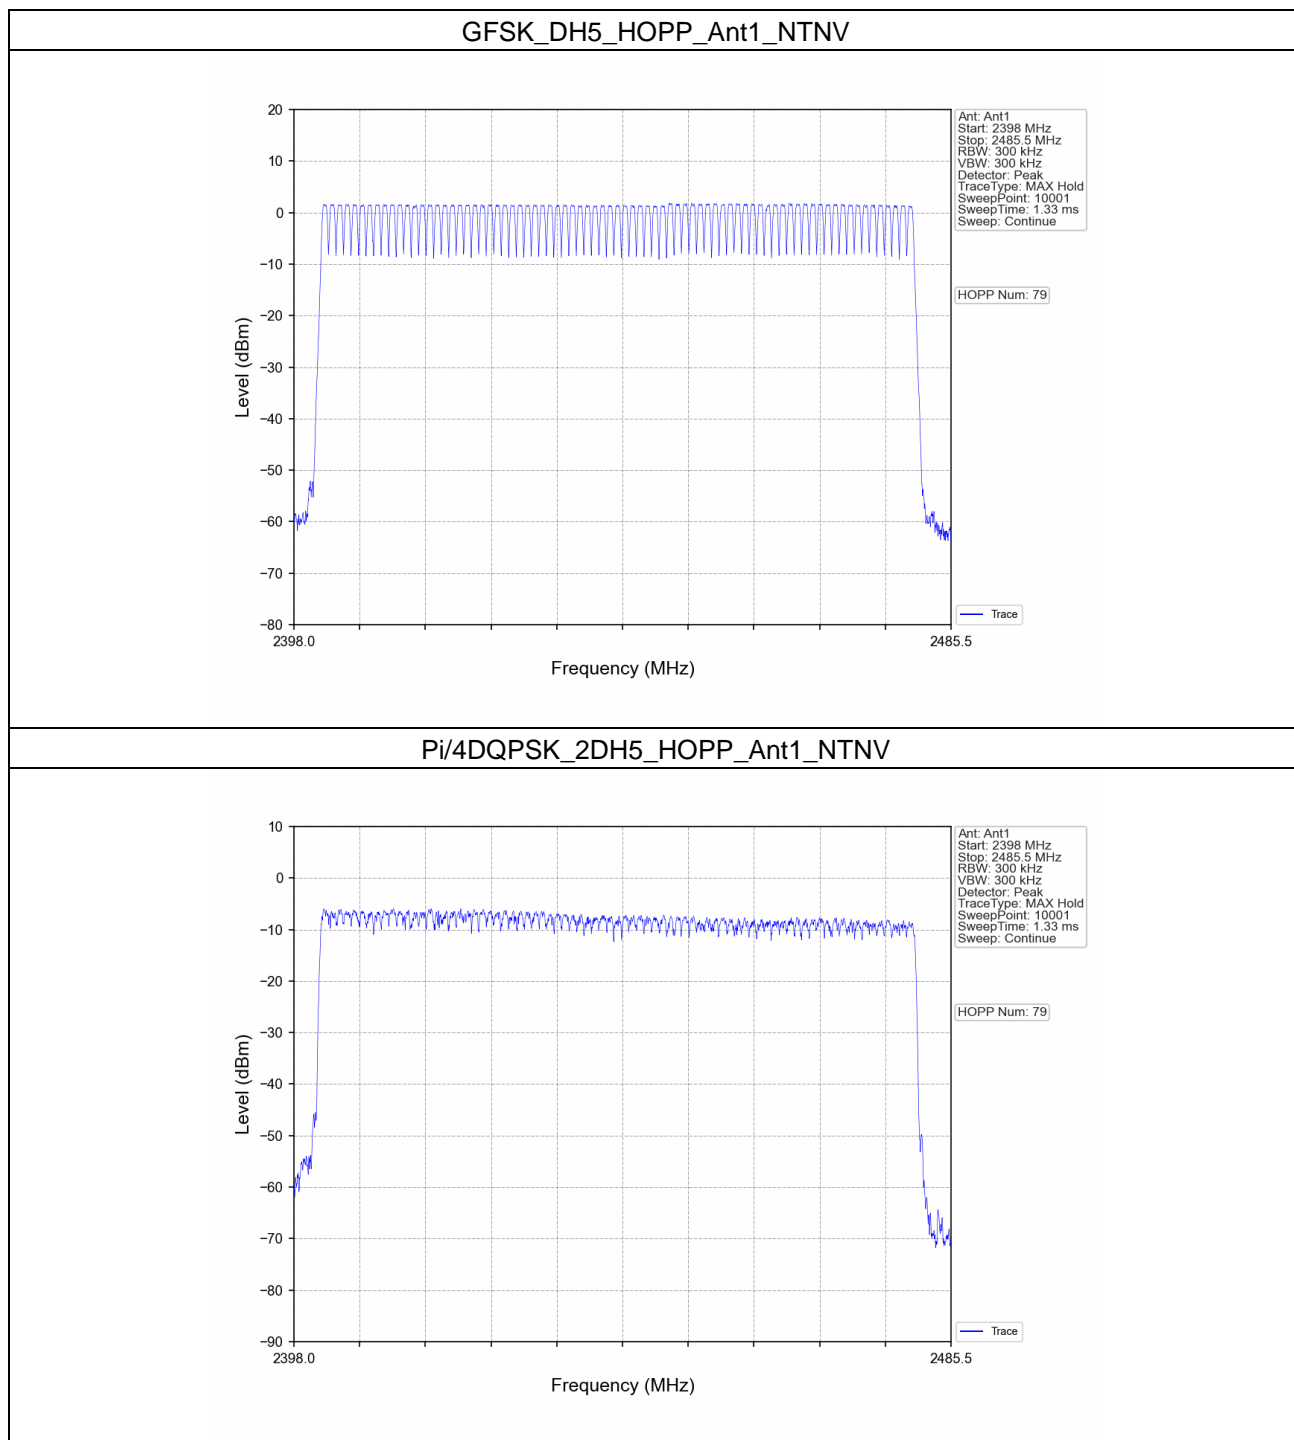 GFSK_DH5_HOPP_Ant1_NTNV
20
10
0
−10
−20
−30
−40
−50
−60
−70
−80
Level (dBm)
2398.0
2485.5
Frequency (MHz)
Ant: Ant1
Start: 2398 MHz
Stop: 2485.5 MHz
RBW: 300 kHz
VBW: 300 kHz
Detector: Peak
TraceType: MAX Hold
SweepPoint: 10001
SweepTime: 1.33 ms
Sweep: Continue
HOPP Num: 79
Trace
Pi/4DQPSK_2DH5_HOPP_Ant1_NTNV
10
0
−10
−20
−30
−40
−50
−60
−70
−80
−90
Level (dBm)
2398.0
2485.5
Frequency (MHz)
Ant: Ant1
Start: 2398 MHz
Stop: 2485.5 MHz
RBW: 300 kHz
VBW: 300 kHz
Detector: Peak
TraceType: MAX Hold
SweepPoint: 10001
SweepTime: 1.33 ms
Sweep: Continue
HOPP Num: 79
Trace